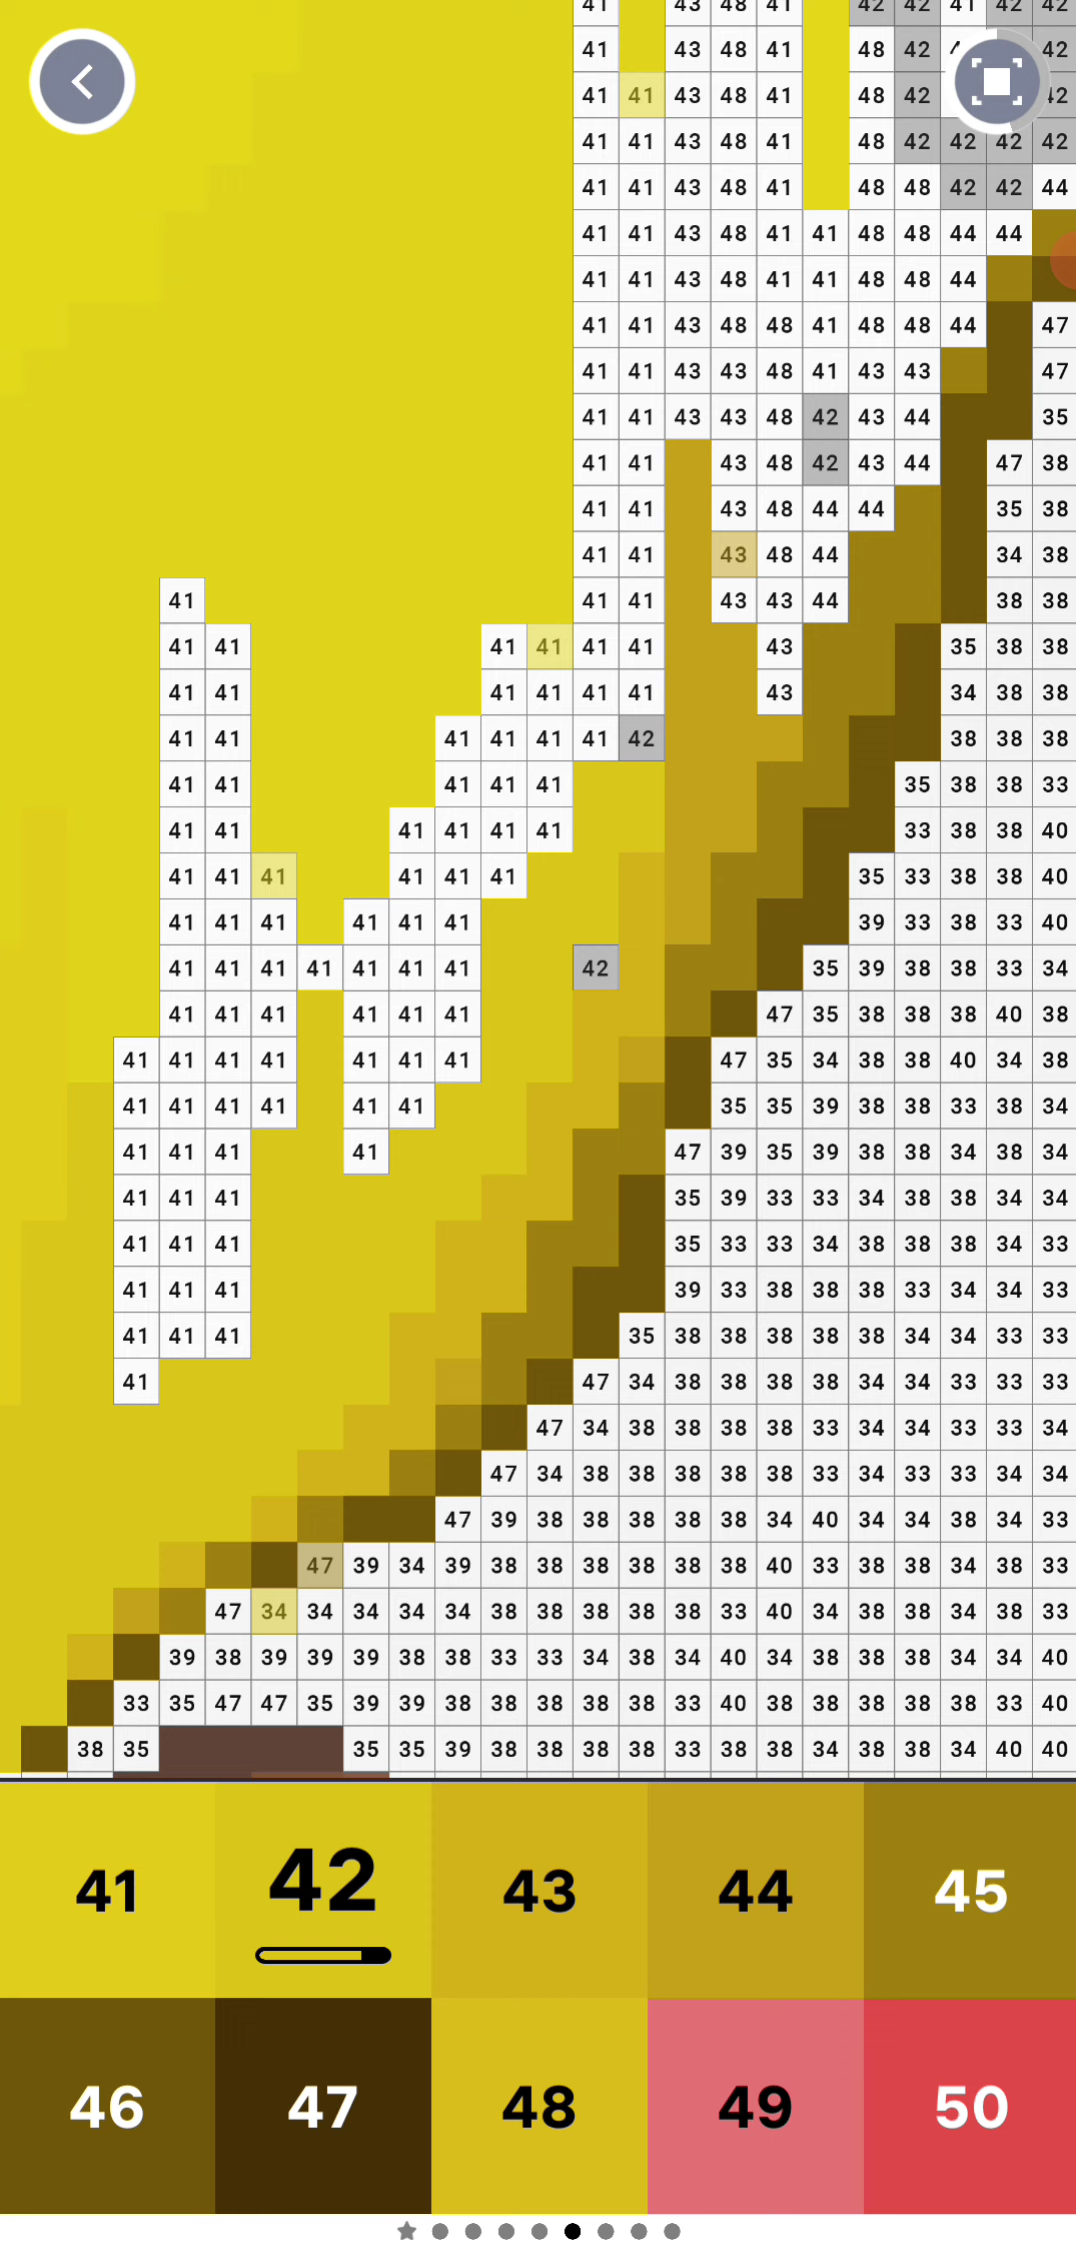 41 43 48 41 42 42 41 42 42
41 43 48 41 48 42 42
41 41 43 48 41 48 42 42
41 41 43 48 41 48 42 42 42 42
41 41 43 48 41 48 48 42 42 44
41 41 43 48 41 41 48 48 44 44
41 41 43 48 41 41 48 48 44
41 41 43 48 48 41 48 48 44 47
41 41 43 43 48 41 43 43 47
41 41 43 43 48 42 43 44 35
41 41 43 48 42 43 44 47 38
41 41 43 48 44 44 35 38
41 41 43 48 44 34 38
41 41 41 43 43 44 38 38
41 41 41 41 41 41 43 35 38 38
41 41 41 41 41 41 43 34 38 38
41 41 41 41 41 41 42 38 38 38
41 41 41 41 41 35 38 38 33
41 41 41 41 41 41 33 38 38 40
41 41 41 41 41 41 35 33 38 38 40
41 41 41 41 41 41 39 33 38 33 40
41 41 41 41 41 41 41 42 35 39 38 38 33 34
41 41 41 41 41 41 47 35 38 38 38 40 38
41 41 41 41 41 41 41 47 35 34 38 38 40 34 38
41 41 41 41 41 41 35 35 39 38 38 33 38 34
41 41 41 41 47 39 35 39 38 38 34 38 34
41 41 41 35 39 33 33 34 38 38 34 34
41 41 41 35 33 33 34 38 38 38 34 33
41 41 41 39 33 38 38 38 33 34 34 33
41 41 41 35 38 38 38 38 38 34 34 33 33
41 47 34 38 38 38 38 34 34 33 33 33
47 34 38 38 38 38 33 34 34 33 33 34
47 34 38 38 38 38 38 33 34 33 33 34 34
47 39 38 38 38 38 38 34 40 34 34 38 34 33
47 39 34 39 38 38 38 38 38 38 40 33 38 38 34 38 33
47 34 34 34 34 34 38 38 38 38 38 33 40 34 38 38 34 38 33
39 38 39 39 39 38 38 33 33 34 38 34 40 34 38 38 38 34 34 40
33 35 47 47 35 39 39 38 38 38 38 38 33 40 38 38 38 38 38 33 40
38 35 35 35 39 38 38 38 38 33 38 38 34 38 38 34 40 40
41 42 43 44 45
46 47 48 49 50